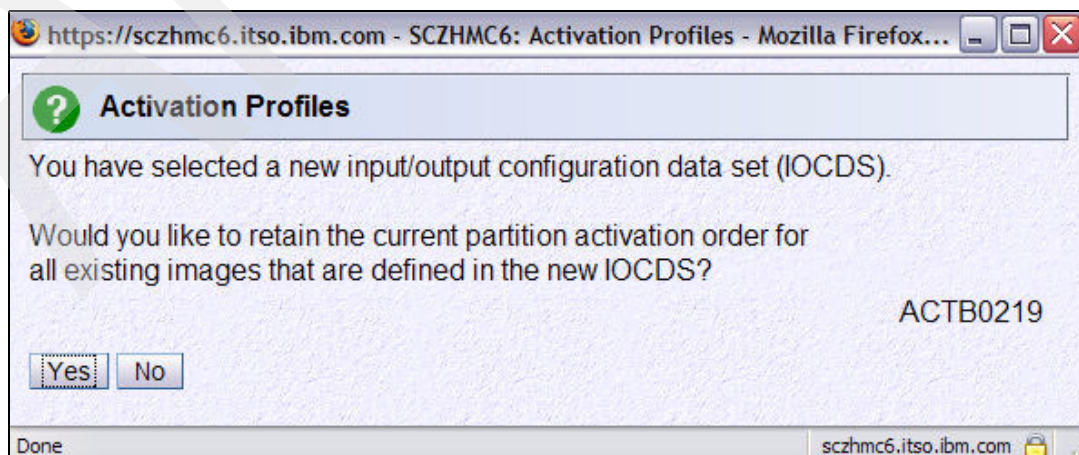 https://sczhmc6.itso.ibm.com - SCZHMC6: Activation Profiles - Mozilla Firefox...
Activation Profiles
You have selected a new input/output configuration data set (IOCDS).
Would you like to retain the current partition activation order for
all existing images that are defined in the new IOCDS?
ACTB0219
Yes No
Done sczhmc6.itso.ibm.com